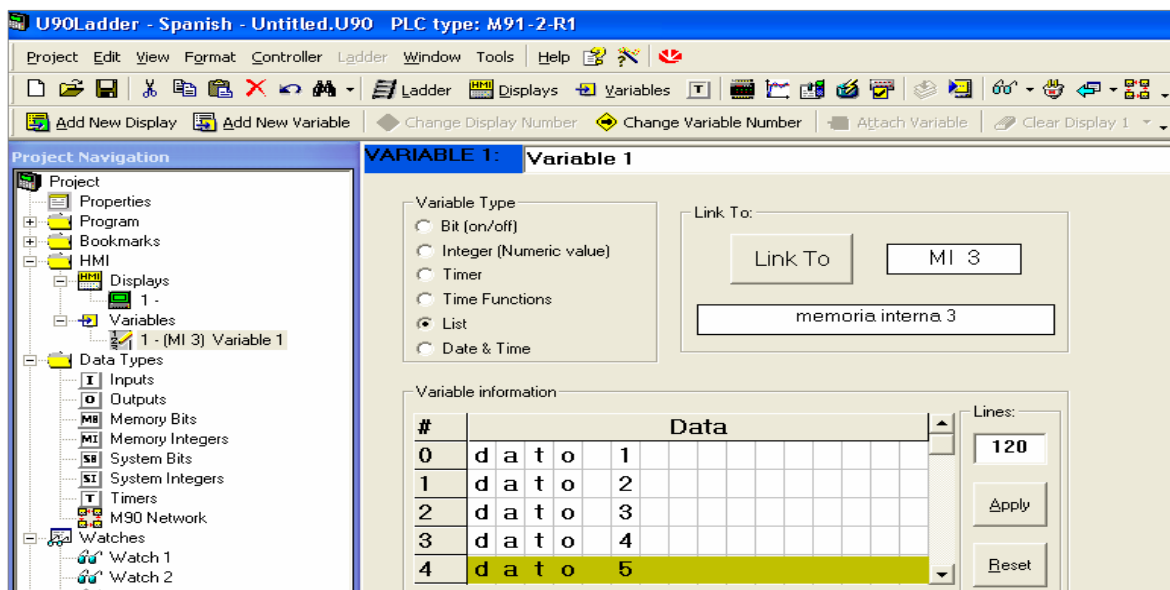 U90Ladder - Spanish - Untitled.U90 PLC type: M91-2-R1
Project Edit View Format Controller Ladder Window Tools Help
Ladder HMI Displays Variables T
Add New Display Add New Variable Change Display Number Change Variable Number Attach Variable Clear Display 1
Project Navigation
Project
Properties
Program
Bookmarks
HMI
HMI Displays
1 -
Variables
1 - (MI 3) Variable 1
Data Types
I Inputs
O Outputs
MB Memory Bits
MI Memory Integers
SB System Bits
SI System Integers
T Timers
M90 Network
Watches
Watch 1
Watch 2
VARIABLE 1: Variable 1
Variable Type
Bit (on/off)
Integer (Numeric value)
Timer
Time Functions
List
Date & Time
Link To:
Link To MI 3
memoria interna 3
Variable information
# Data
0 dato 1
1 dato 2
2 dato 3
3 dato 4
4 dato 5
Lines:
120
Apply
Reset